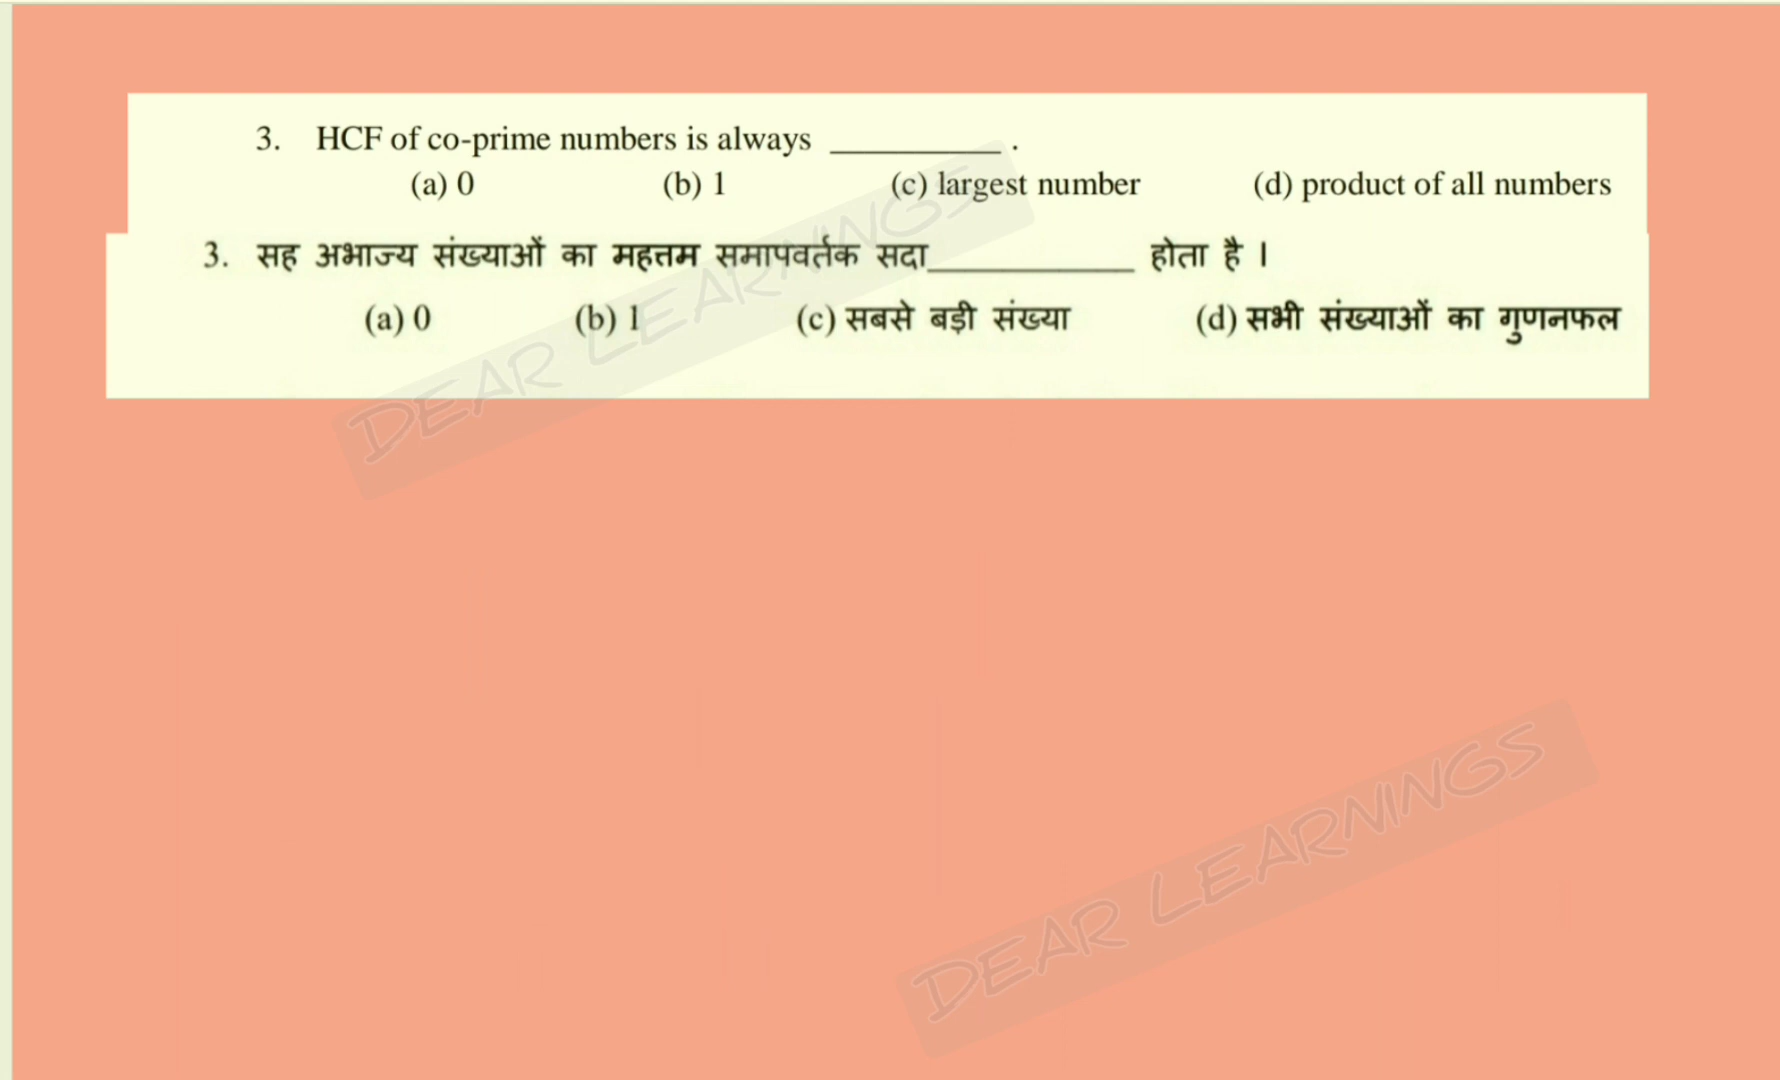 3. HCF of co-prime numbers is always __________ .
(a) 0 (b) 1 (c) largest number (d) product of all numbers
3. सह अभाज्य संख्याओं का महत्तम समापवर्तक सदा____________ होता है ।
(a) 0 (b) 1 (c) सबसे बड़ी संख्या (d) सभी संख्याओं का गुणनफल
DEAR LEARNINGS
DEAR LEARNINGS